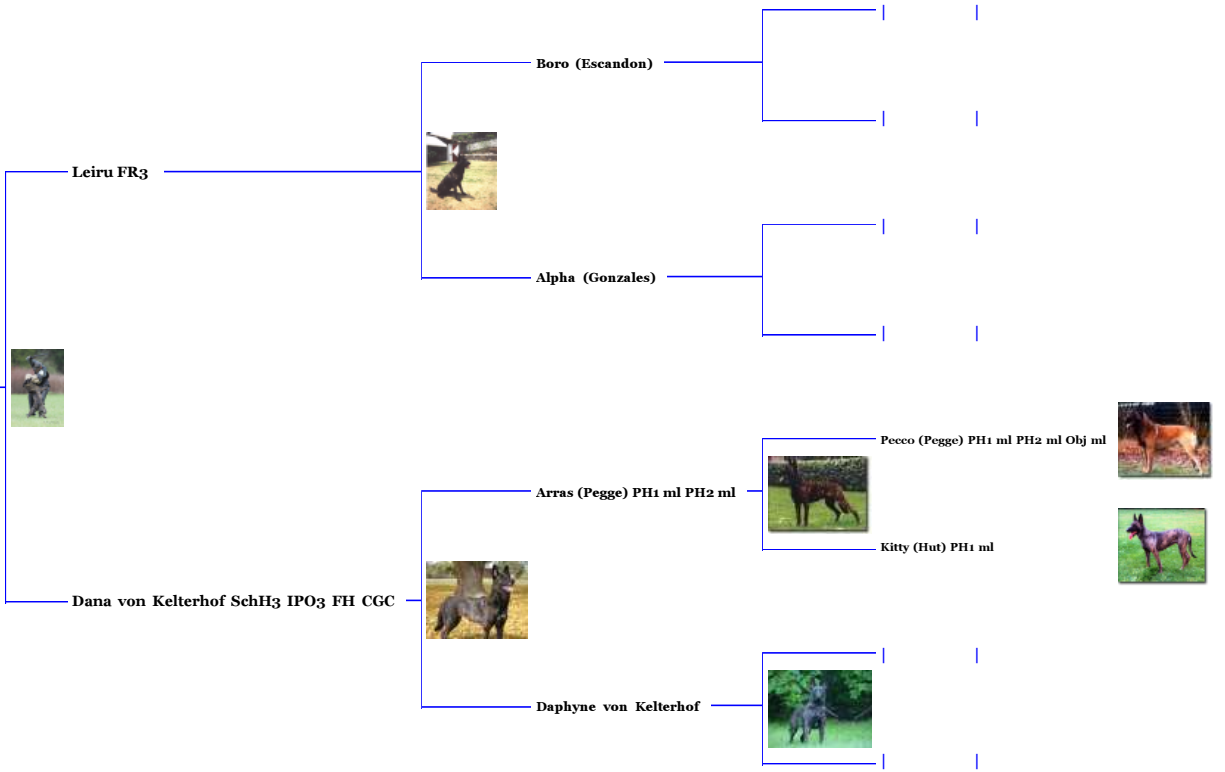 Boro (Escandon)
Leiru FR3
Alpha (Gonzales)
Pecco (Pegge) PH1 ml PH2 ml Obj ml
Arras (Pegge) PH1 ml PH2 ml
Kitty (Hut) PH1 ml
Dana von Kelterhof SchH3 IPO3 FH CGC
Daphyne von Kelterhof